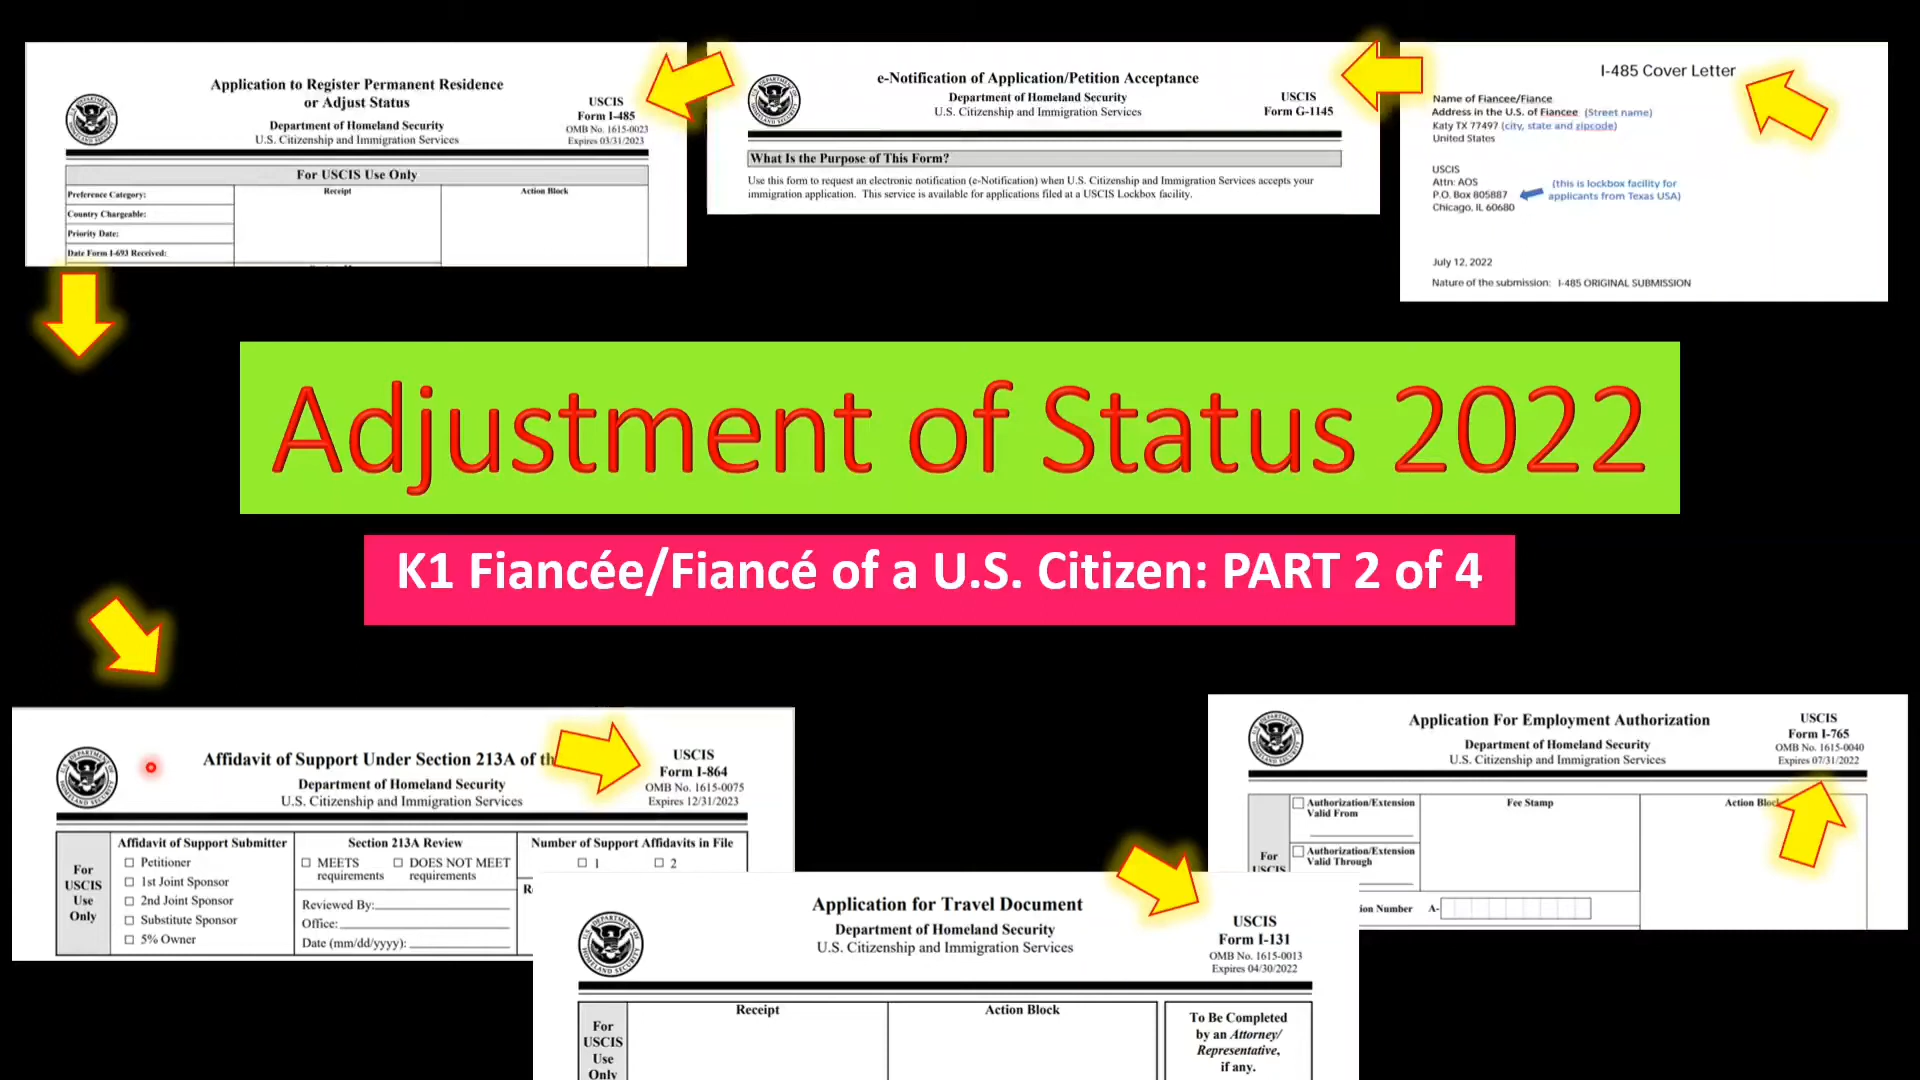 Application to Register Permanent Residence
or Adjust Status
Department of Homeland Security
U.S. Citizenship and Immigration Services
USCIS
Form I-485
OMB No. 1615-0023
Expires 03/31/2023
For USCIS Use Only
Preference Category:
Country Chargeable:
Priority Date:
Date Form I-693 Received:
Receipt
Action Block
e-Notification of Application/Petition Acceptance
Department of Homeland Security
U.S. Citizenship and Immigration Services
USCIS
Form G-1145
What Is the Purpose of This Form?
Use this form to request an electronic notification (e-Notification) when U.S. Citizenship and Immigration Services accepts your
immigration application. This service is available for applications filed at a USCIS Lockbox facility.
I-485 Cover Letter
Name of Fiancee/Fiance
Address in the U.S. of Fiancee (Street name)
Katy TX 77497 (city, state and zipcode)
United States
USCIS
Attn: AOS
P.O. Box 805887
Chicago, IL 60680
(this is lockbox facility for
applicants from Texas USA)
July 12, 2022
Nature of the submission: I-485 ORIGINAL SUBMISSION
Adjustment of Status 2022
K1 Fiancée/Fiancé of a U.S. Citizen: PART 2 of 4
Affidavit of Support Under Section 213A of th
Department of Homeland Security
U.S. Citizenship and Immigration Services
USCIS
Form I-864
OMB No. 1615-0075
Expires 12/31/2023
For
USCIS
Use
Only
Affidavit of Support Submitter
Petitioner
1st Joint Sponsor
2nd Joint Sponsor
Substitute Sponsor
5% Owner
Section 213A Review
MEETS requirements
DOES NOT MEET requirements
Reviewed By:
Office:
Date (mm/dd/yyyy):
Number of Support Affidavits in File
1 2
R
Application for Travel Document
Department of Homeland Security
U.S. Citizenship and Immigration Services
USCIS
Form I-131
OMB No. 1615-0013
Expires 04/30/2022
For
USCIS
Use
Only
Receipt
Action Block
To Be Completed
by an Attorney/
Representative,
if any.
Application For Employment Authorization
Department of Homeland Security
U.S. Citizenship and Immigration Services
USCIS
Form I-765
OMB No. 1615-0040
Expires 07/31/2022
For
USCIS
Authorization/Extension
Valid From
Authorization/Extension
Valid Through
Fee Stamp
Action Block
ion Number A-